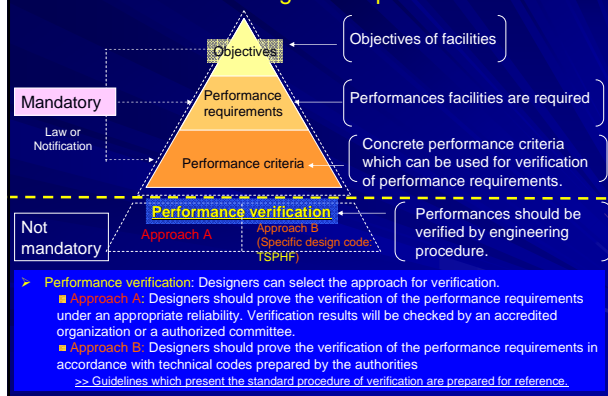 Objectives
Objectives of facilities
Mandatory
Law or
Notification
Performance
requirements
Performances facilities are required
Performance criteria
Concrete performance criteria
which can be used for verification
of performance requirements.
Not
mandatory
Performance verification
Approach A
Approach B
(Specific design code:
TSPHF)
Performances should be
verified by engineering
procedure.
➢ Performance verification: Designers can select the approach for verification.
■ Approach A: Designers should prove the verification of the performance requirements
under an appropriate reliability. Verification results will be checked by an accredited
organization or a authorized committee.
■ Approach B: Designers should prove the verification of the performance requirements in
accordance with technical codes prepared by the authorities
>> Guidelines which present the standard procedure of verification are prepared for reference.